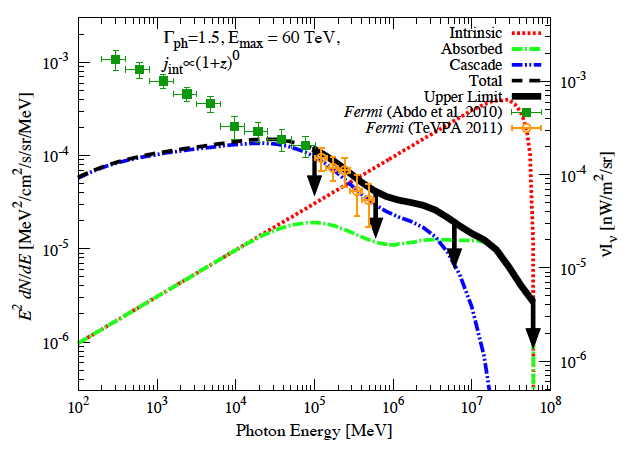 Γph=1.5, Emax = 60 TeV,
jint∝(1+z)⁰
Intrinsic
Absorbed
Cascade
Total
Upper Limit
Fermi (Abdo et al. 2010)
Fermi (TeVPA 2011)
10⁻³
10⁻⁴
10⁻⁵
10⁻⁶
E² dN/dE [MeV²/cm²/s/sr/MeV]
10⁻³
10⁻⁴
10⁻⁵
10⁻⁶
νIν [nW/m²/sr]
10² 10³ 10⁴ 10⁵ 10⁶ 10⁷ 10⁸
Photon Energy [MeV]